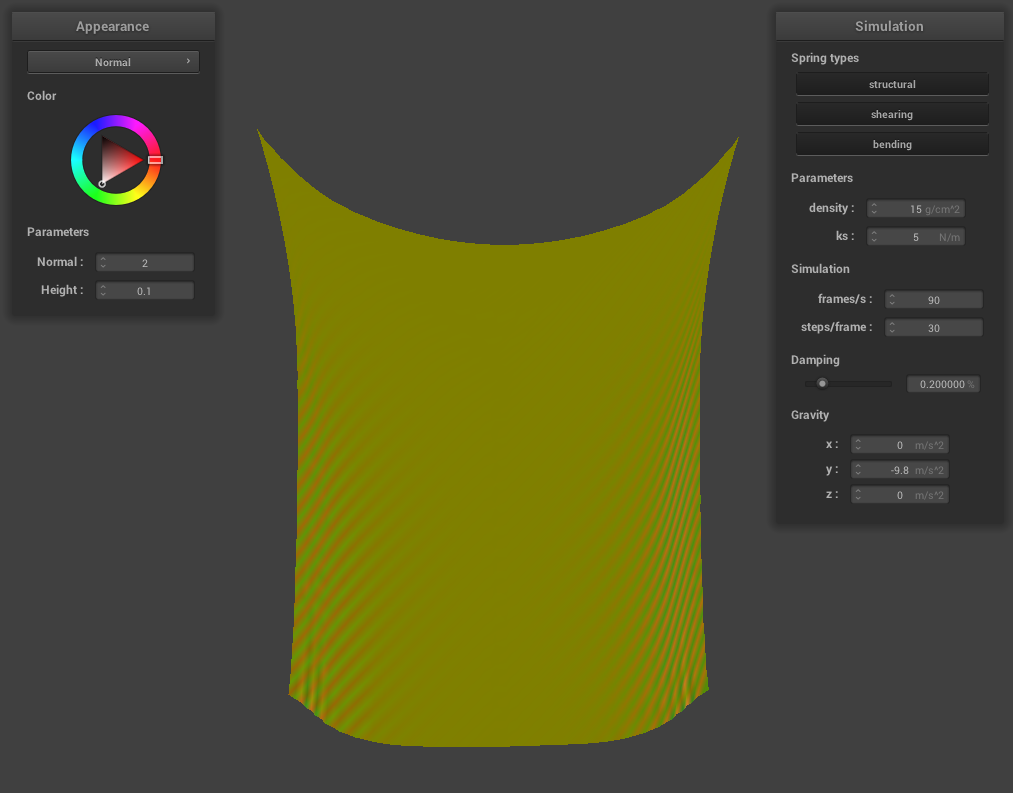 Appearance
Normal ›
Color
Parameters
Normal : 2
Height : 0.1
Simulation
Spring types
structural
shearing
bending
Parameters
density : 15 g/cm^2
ks : 5 N/m
Simulation
frames/s : 90
steps/frame : 30
Damping
0.200000 %
Gravity
x : 0 m/s^2
y : -9.8 m/s^2
z : 0 m/s^2